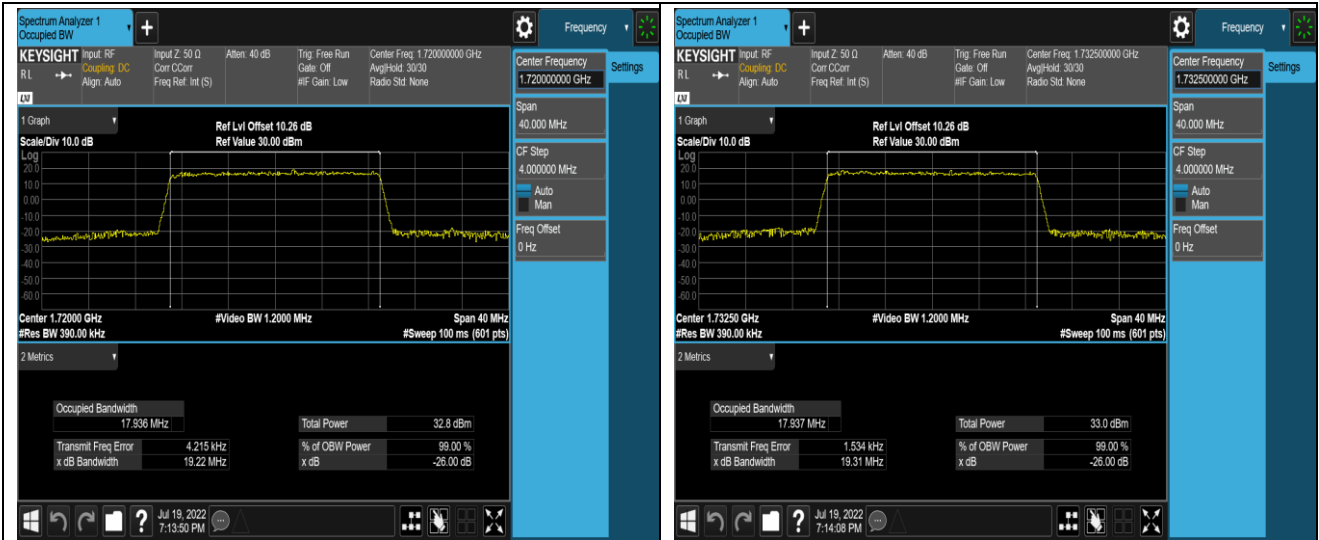 Spectrum Analyzer 1
Occupied BW
Frequency
KEYSIGHT Input: RF Input Z: 50 Ω Atten: 40 dB Trig: Free Run Center Freq: 1.720000000 GHz
Coupling: DC Corr CCorr Gate: Off Avg|Hold: 30/30
RL Align: Auto Freq Ref: Int (S) #IF Gain: Low Radio Std: None
LXI
Center Frequency
1.720000000 GHz
Settings
Span
40.000 MHz
CF Step
4.000000 MHz
Auto
Man
Freq Offset
0 Hz
1 Graph
Ref Lvl Offset 10.26 dB
Scale/Div 10.0 dB Ref Value 30.00 dBm
Log
20.0
10.0
0.00
-10.0
-20.0
-30.0
-40.0
-50.0
-60.0
Center 1.72000 GHz #Video BW 1.2000 MHz Span 40 MHz
#Res BW 390.00 kHz #Sweep 100 ms (601 pts)
2 Metrics
Occupied Bandwidth
17.936 MHz Total Power 32.8 dBm
Transmit Freq Error 4.215 kHz % of OBW Power 99.00 %
x dB Bandwidth 19.22 MHz x dB -26.00 dB
? Jul 19, 2022
7:13:50 PM
Spectrum Analyzer 1
Occupied BW
Frequency
KEYSIGHT Input: RF Input Z: 50 Ω Atten: 40 dB Trig: Free Run Center Freq: 1.732500000 GHz
Coupling: DC Corr CCorr Gate: Off Avg|Hold: 30/30
RL Align: Auto Freq Ref: Int (S) #IF Gain: Low Radio Std: None
LXI
Center Frequency
1.732500000 GHz
Settings
Span
40.000 MHz
CF Step
4.000000 MHz
Auto
Man
Freq Offset
0 Hz
1 Graph
Ref Lvl Offset 10.26 dB
Scale/Div 10.0 dB Ref Value 30.00 dBm
Log
20.0
10.0
0.00
-10.0
-20.0
-30.0
-40.0
-50.0
-60.0
Center 1.73250 GHz #Video BW 1.2000 MHz Span 40 MHz
#Res BW 390.00 kHz #Sweep 100 ms (601 pts)
2 Metrics
Occupied Bandwidth
17.937 MHz Total Power 33.0 dBm
Transmit Freq Error 1.534 kHz % of OBW Power 99.00 %
x dB Bandwidth 19.31 MHz x dB -26.00 dB
? Jul 19, 2022
7:14:08 PM